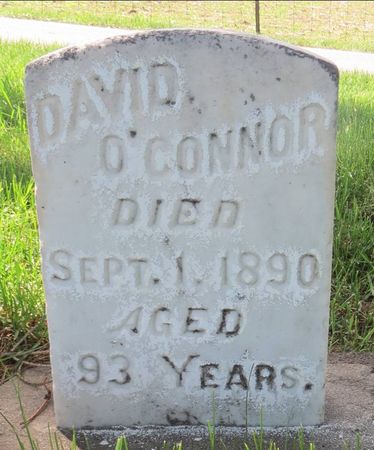 DAVID
O'CONNOR
DIED
SEPT. 1. 1890
AGED
93 YEARS.